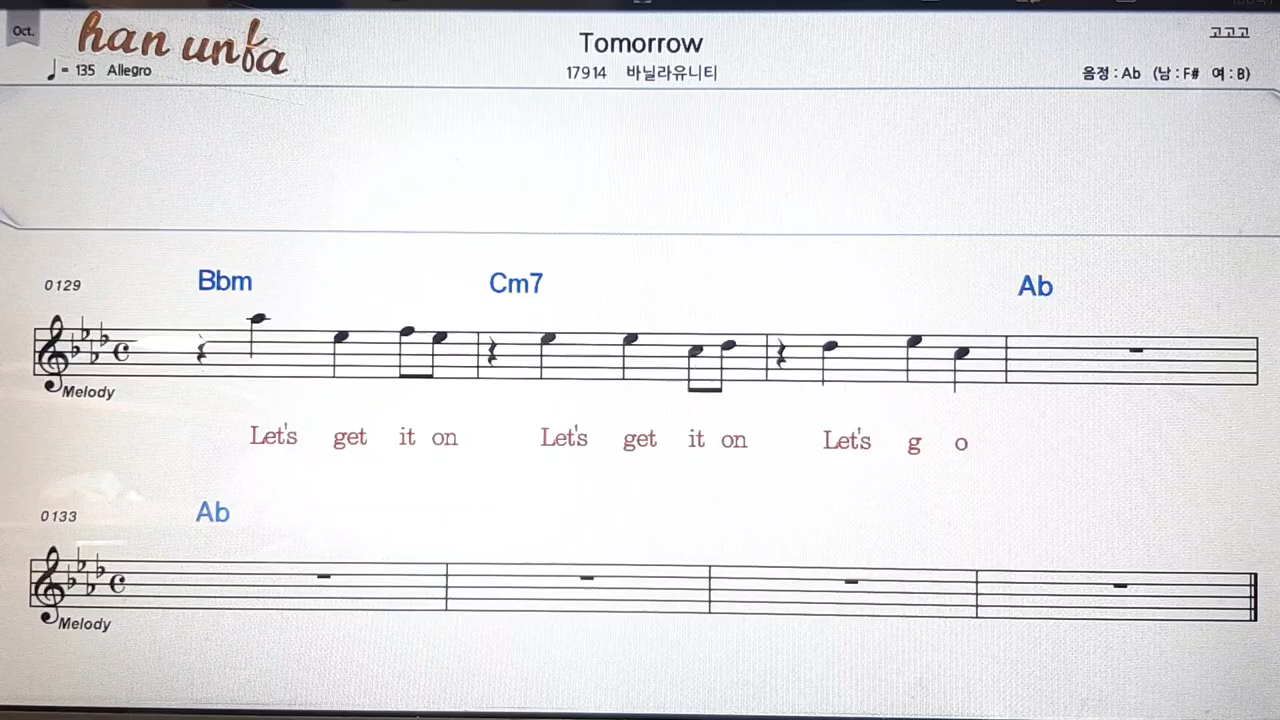 Oct.
han unfa
Tomorrow
고고고
♩= 135 Allegro
17914 바닐라유니티
음정 : Ab (남 : F# 여 : B)
0129
Bbm Cm7 Ab
Melody
Let's get it on Let's get it on Let's g o
0133
Ab
Melody